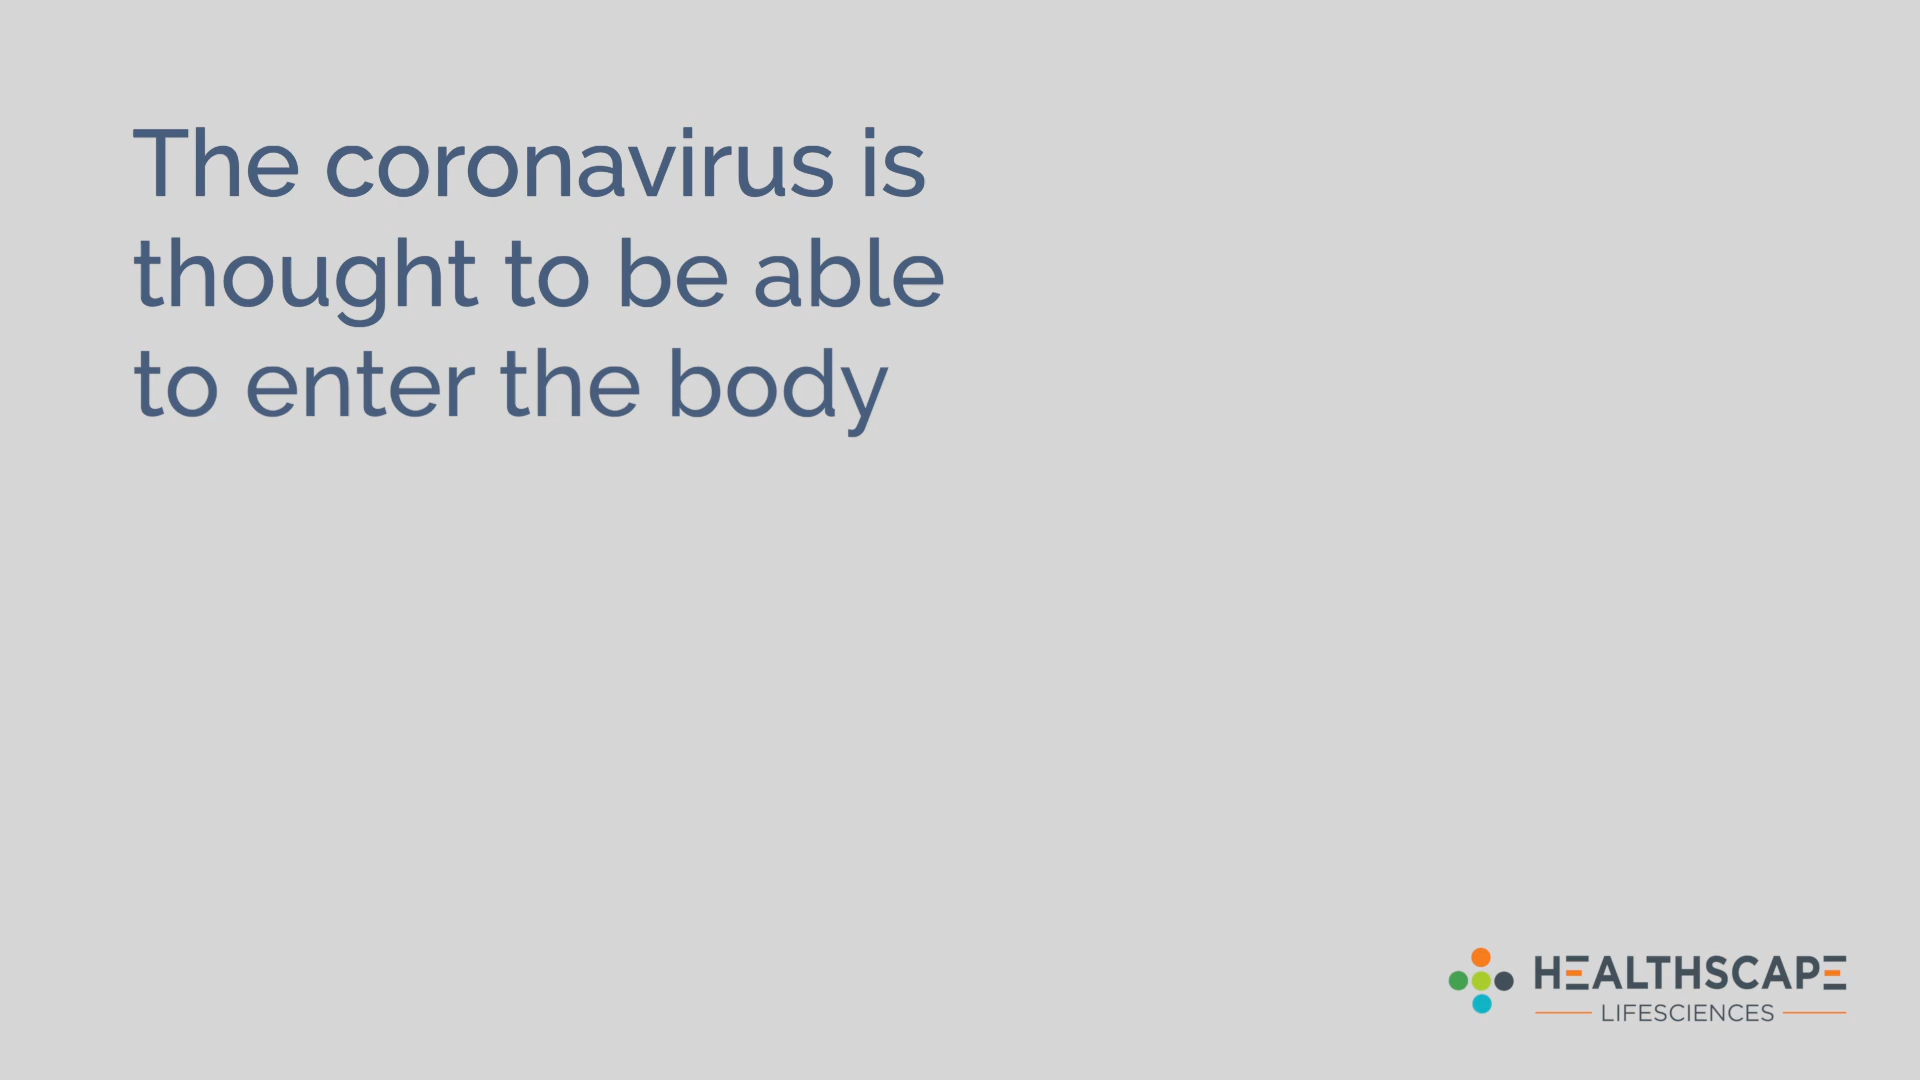 The coronavirus is
thought to be able
to enter the body
HEALTHSCAPE
LIFESCIENCES